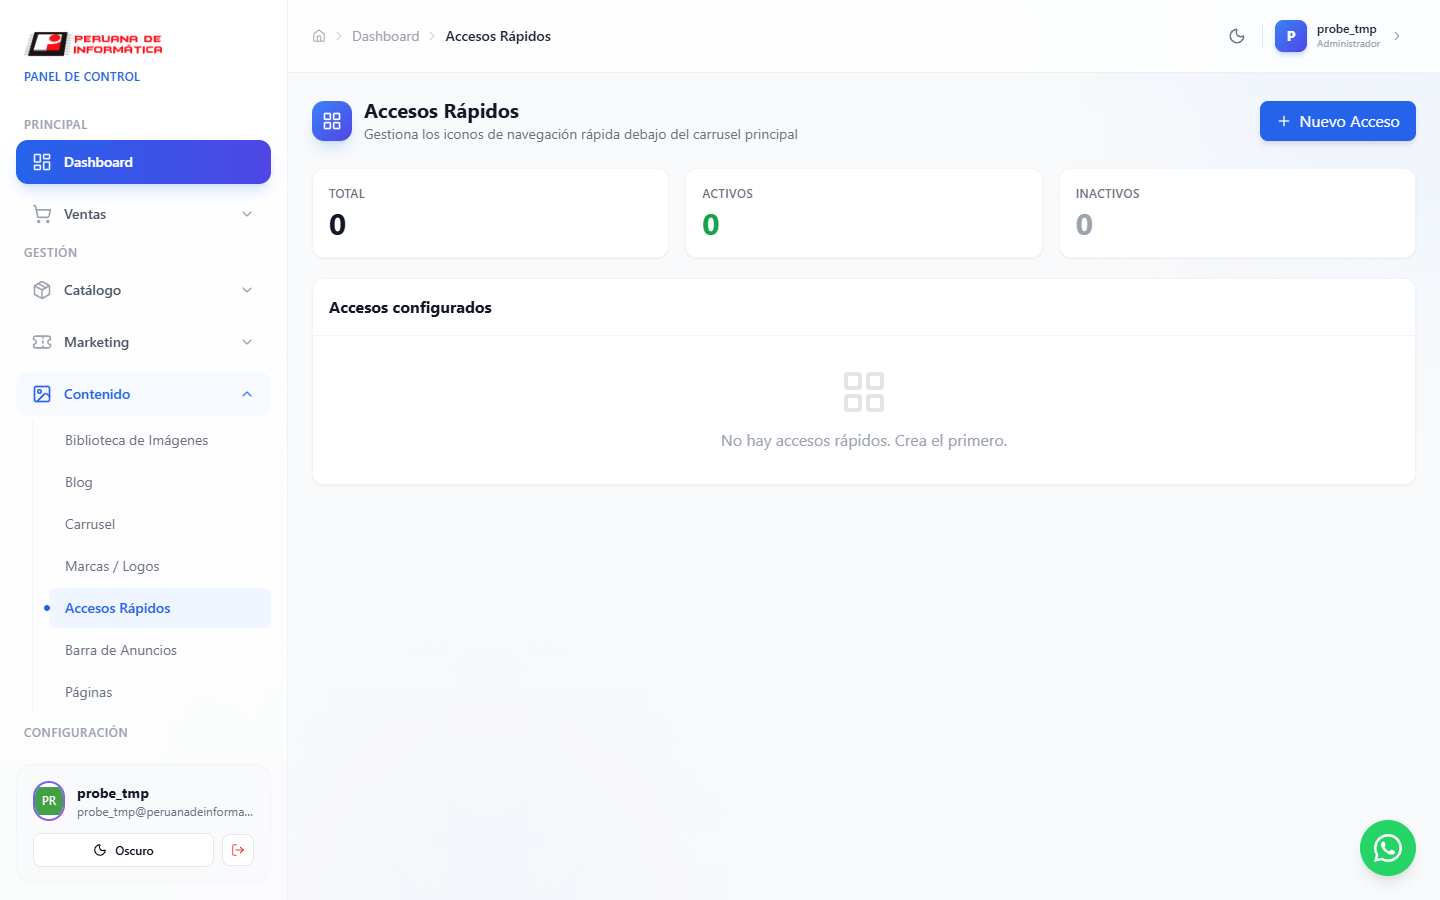 PERUANA DE
INFORMÁTICA
PANEL DE CONTROL
PRINCIPAL
Dashboard
Ventas
GESTIÓN
Catálogo
Marketing
Contenido
Biblioteca de Imágenes
Blog
Carrusel
Marcas / Logos
Accesos Rápidos
Barra de Anuncios
Páginas
CONFIGURACIÓN
PR
probe_tmp
probe_tmp@peruanadeinforma...
Oscuro
Dashboard
Accesos Rápidos
P
probe_tmp
Administrador
Accesos Rápidos
Gestiona los iconos de navegación rápida debajo del carrusel principal
Nuevo Acceso
TOTAL
0
ACTIVOS
0
INACTIVOS
0
Accesos configurados
No hay accesos rápidos. Crea el primero.